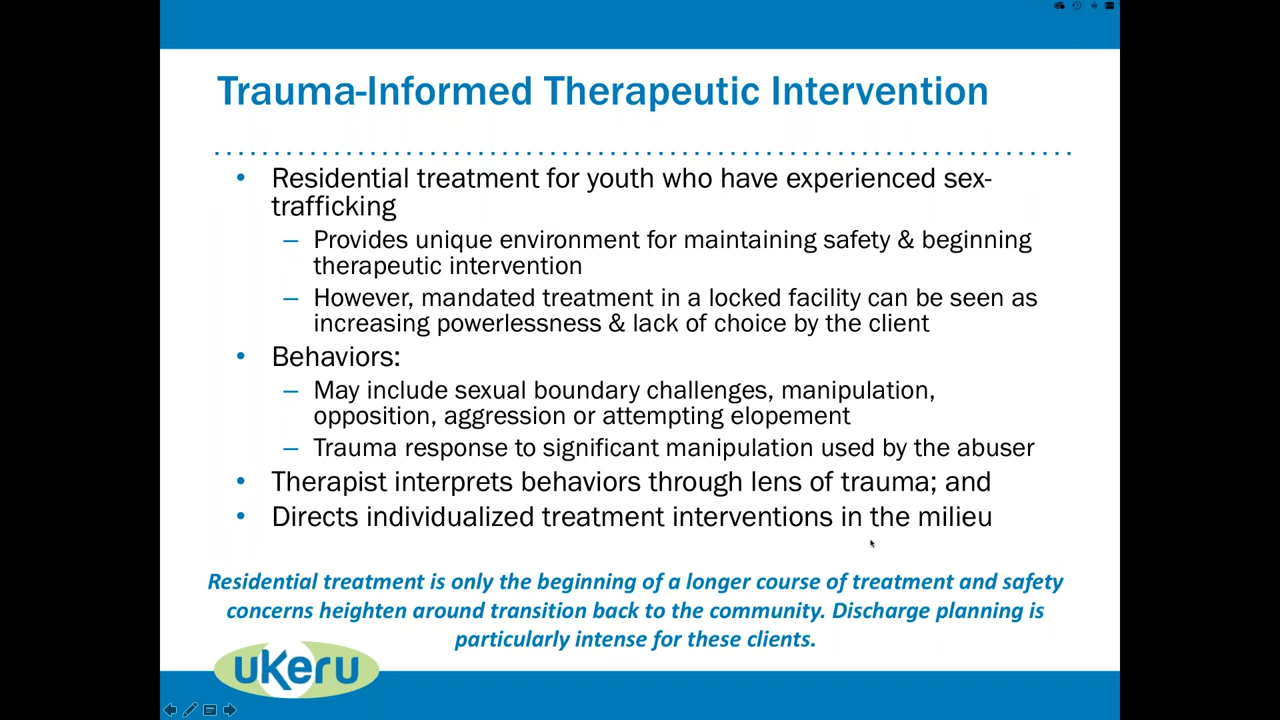 Trauma-Informed Therapeutic Intervention
• Residential treatment for youth who have experienced sex-
trafficking
– Provides unique environment for maintaining safety & beginning
therapeutic intervention
– However, mandated treatment in a locked facility can be seen as
increasing powerlessness & lack of choice by the client
• Behaviors:
– May include sexual boundary challenges, manipulation,
opposition, aggression or attempting elopement
– Trauma response to significant manipulation used by the abuser
• Therapist interprets behaviors through lens of trauma; and
• Directs individualized treatment interventions in the milieu
Residential treatment is only the beginning of a longer course of treatment and safety
concerns heighten around transition back to the community. Discharge planning is
particularly intense for these clients.
ukeru